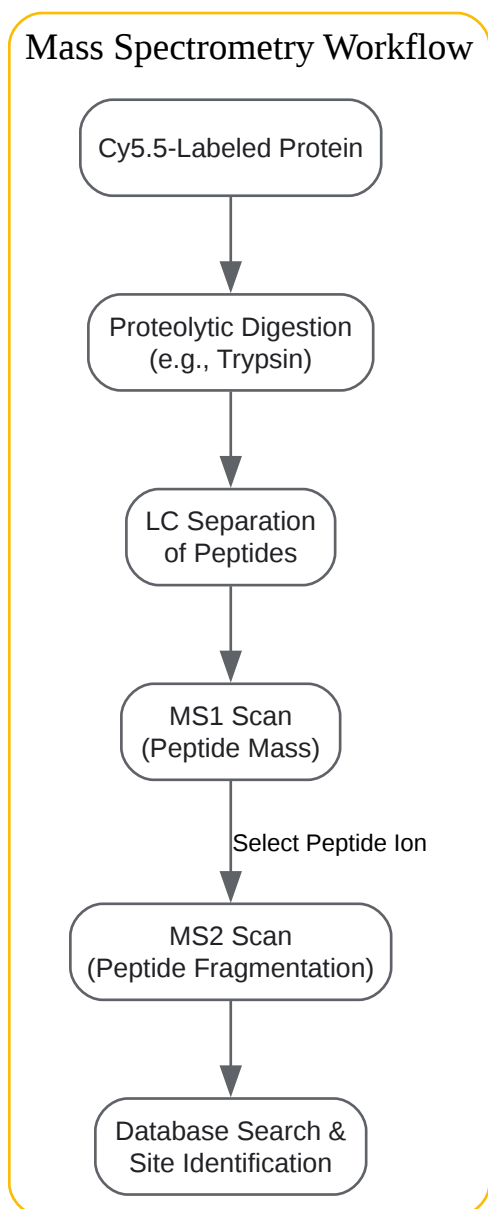 Mass Spectrometry Workflow
Cy5.5-Labeled Protein
Proteolytic Digestion
(e.g., Trypsin)
LC Separation
of Peptides
MS1 Scan
(Peptide Mass)
Select Peptide Ion
MS2 Scan
(Peptide Fragmentation)
Database Search &
Site Identification